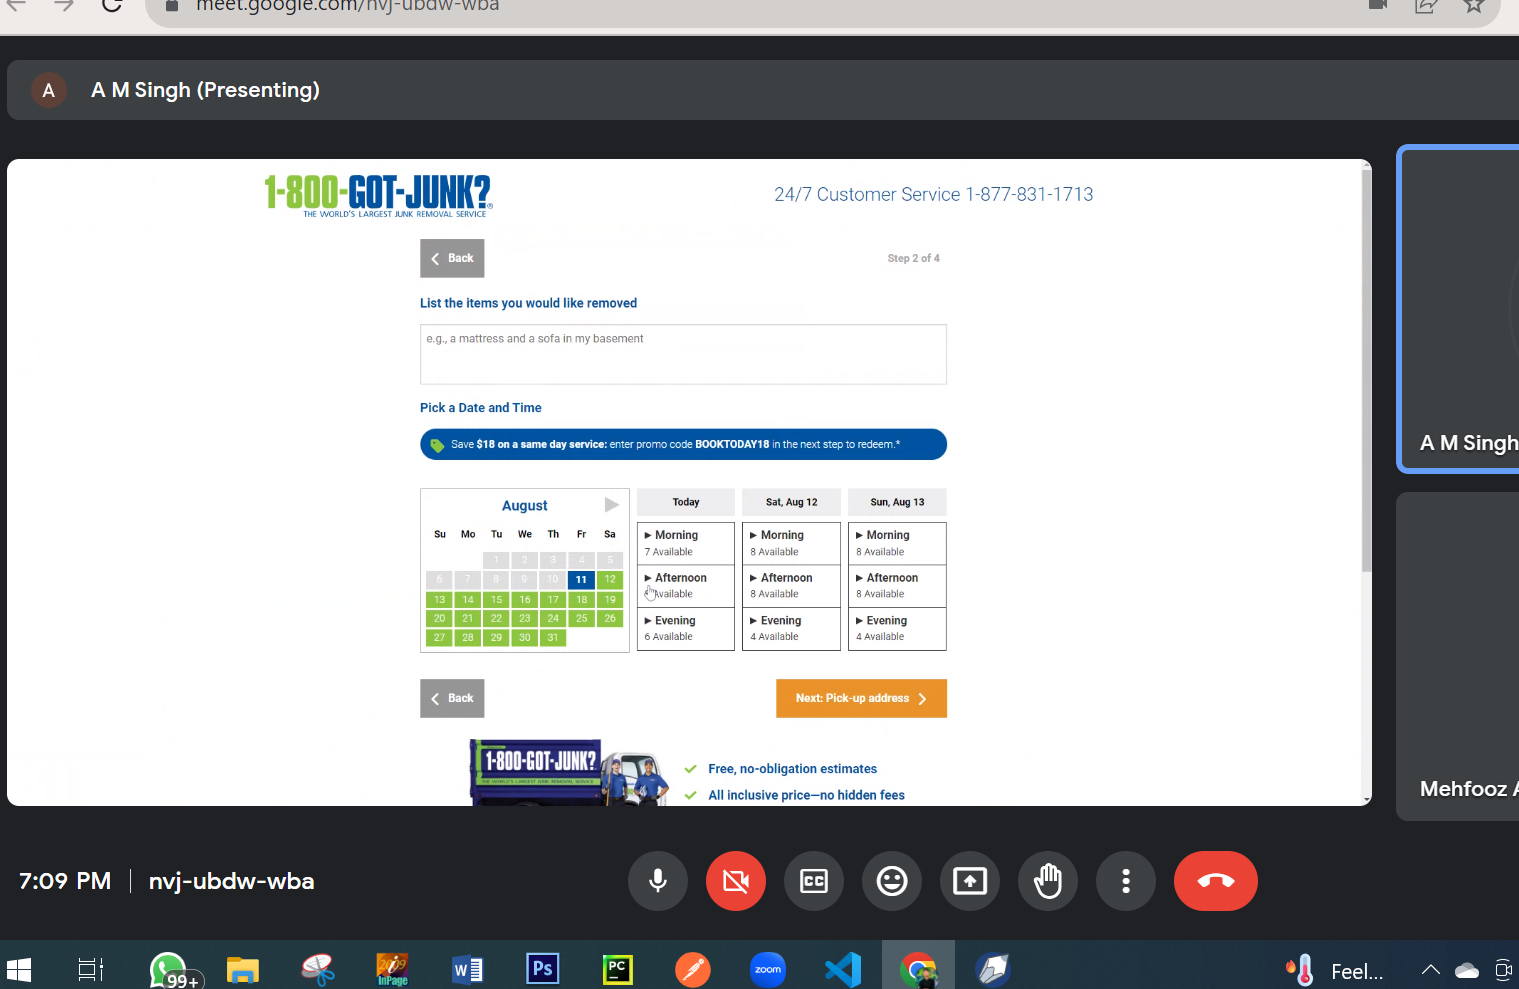 meet.google.com/nvj-ubdw-wba
A A M Singh (Presenting)
1-800-GOT-JUNK?
THE WORLD'S LARGEST JUNK REMOVAL SERVICE
24/7 Customer Service 1-877-831-1713
Back
Step 2 of 4
List the items you would like removed
e.g., a mattress and a sofa in my basement
Pick a Date and Time
Save $18 on a same day service: enter promo code BOOKTODAY18 in the next step to redeem.*
August
Su Mo Tu We Th Fr Sa
1 2 3 4 5
6 7 8 9 10 11 12
13 14 15 16 17 18 19
20 21 22 23 24 25 26
27 28 29 30 31
Today Sat, Aug 12 Sun, Aug 13
Morning Morning Morning
7 Available 8 Available 8 Available
Afternoon Afternoon Afternoon
Available 8 Available 8 Available
Evening Evening Evening
6 Available 4 Available 4 Available
Back
Next: Pick-up address
1-800-GOT-JUNK?
THE WORLD'S LARGEST JUNK REMOVAL SERVICE
Free, no-obligation estimates
All inclusive price—no hidden fees
A M Singh
Mehfooz A
7:09 PM nvj-ubdw-wba
CC
99+
2009
InPage
W
Ps
PC
zoom
Feel...